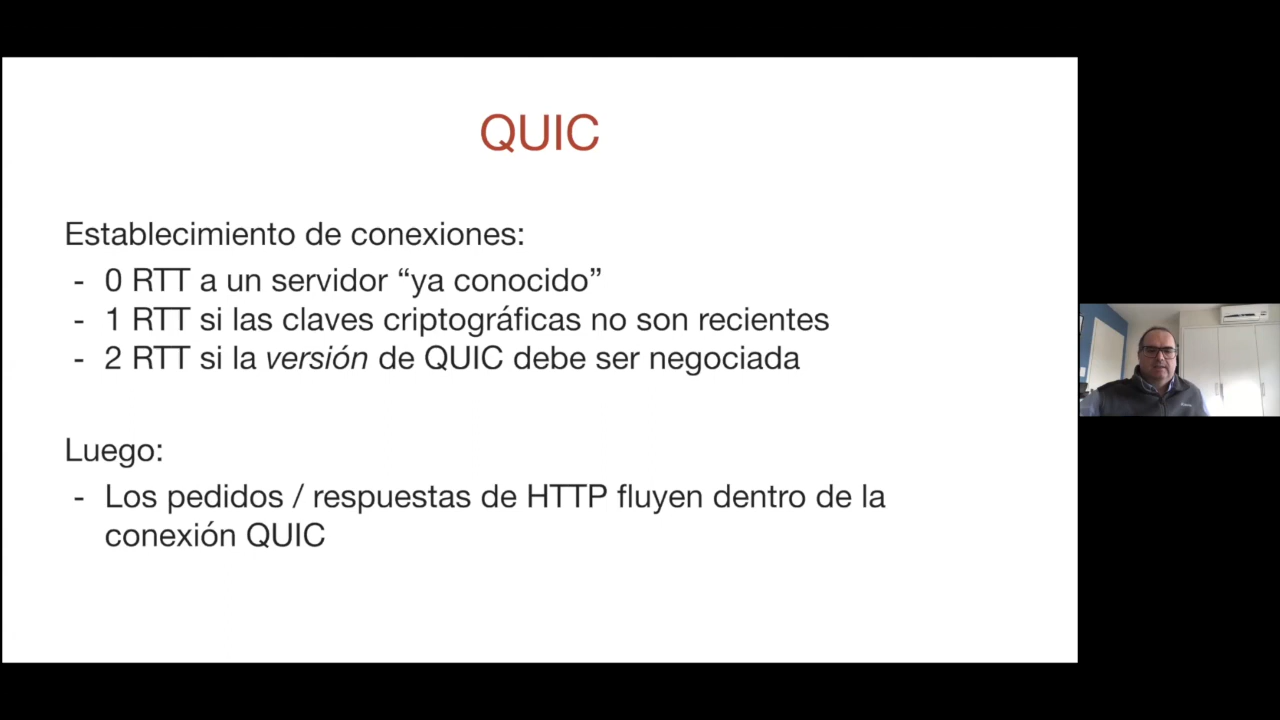 QUIC
Establecimiento de conexiones:
- 0 RTT a un servidor “ya conocido”
- 1 RTT si las claves criptográficas no son recientes
- 2 RTT si la versión de QUIC debe ser negociada
Luego:
- Los pedidos / respuestas de HTTP fluyen dentro de la
conexión QUIC